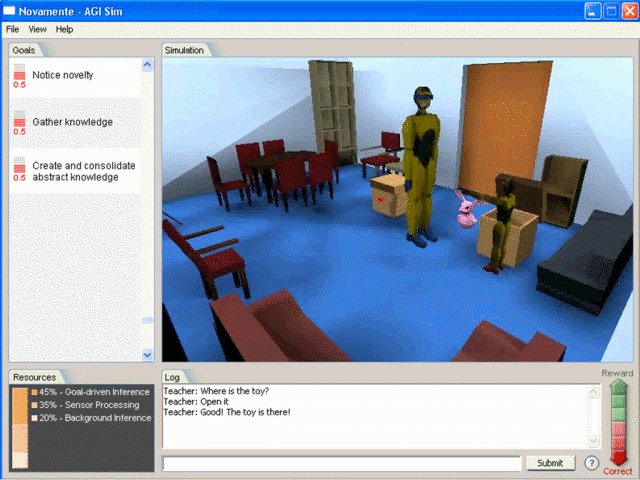 Novamente - AGI Sim
File View Help
Goals
0.5 Notice novelty
0.5 Gather knowledge
0.5 Create and consolidate
abstract knowledge
Simulation
Resources
45% - Goal-driven Inference
35% - Sensor Processing
20% - Background Inference
Log
Teacher: Where is the toy?
Teacher: Open it
Teacher: Good! The toy is there!
Submit
?
Reward
Correct